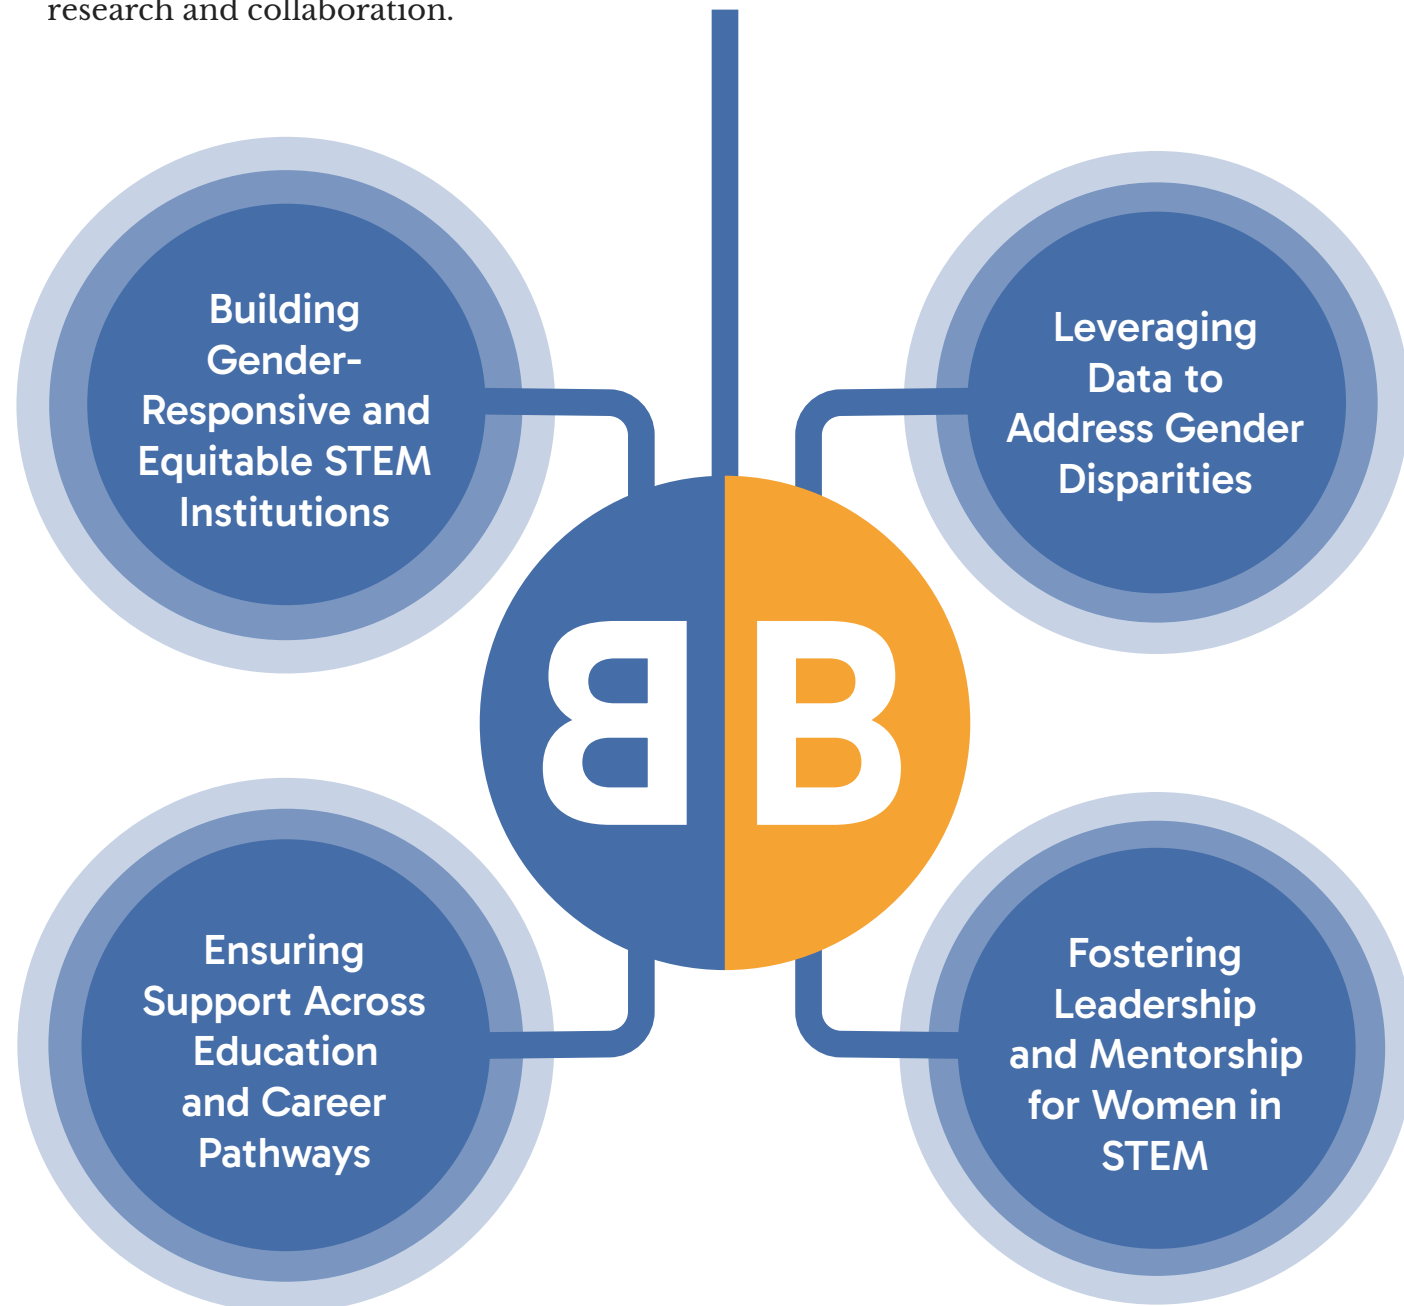 research and collaboration.
Building
Gender-
Responsive and
Equitable STEM
Institutions
Leveraging
Data to
Address Gender
Disparities
B B
Ensuring
Support Across
Education
and Career
Pathways
Fostering
Leadership
and Mentorship
for Women in
STEM